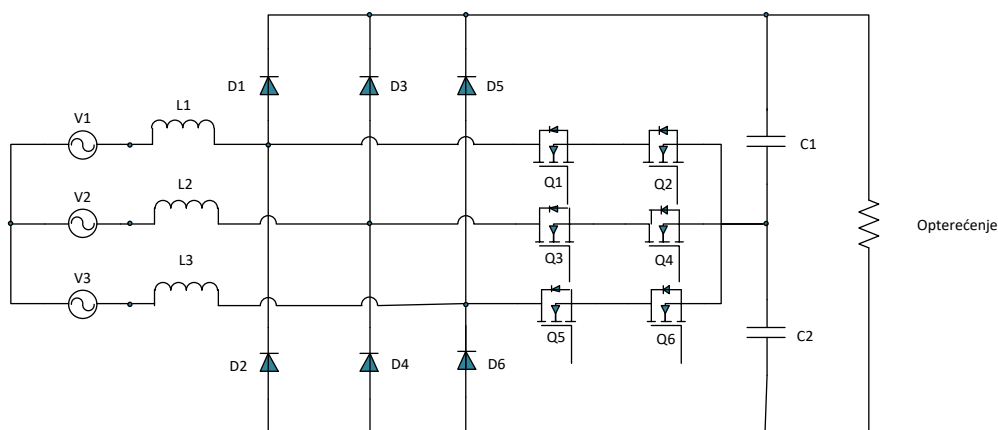 D1
D3
D5
L1
V1
Q1
Q2
C1
L2
V2
Q3
Q4
Opterećenje
L3
V3
Q5
Q6
C2
D2
D4
D6